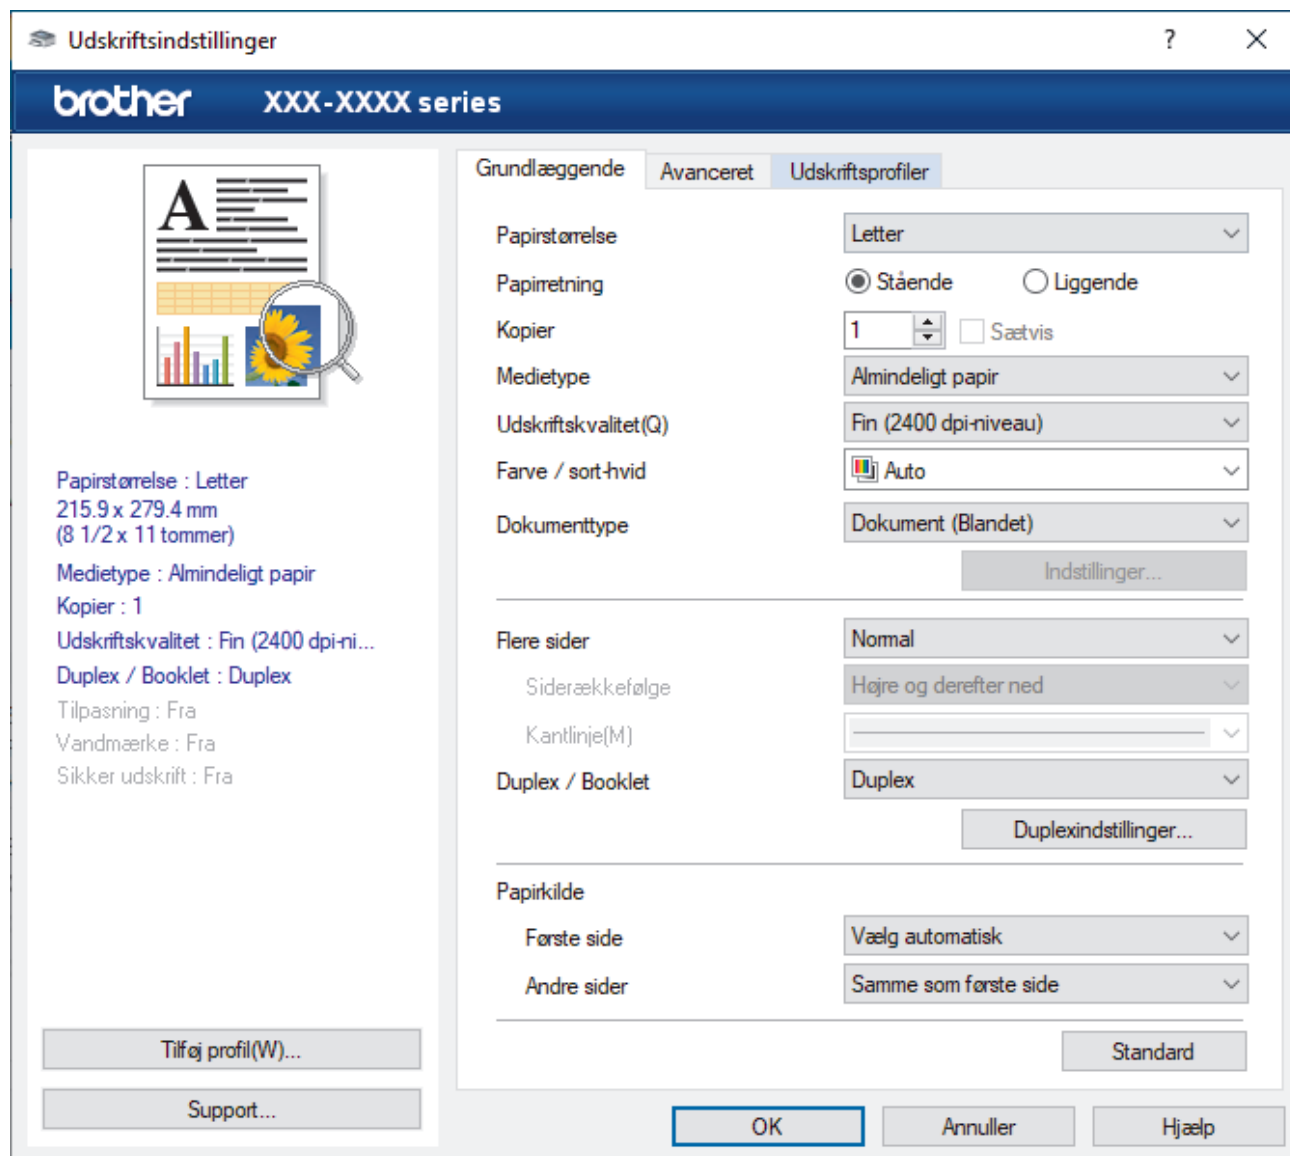 Udskriftsindstillinger ?
brother XXX-XXXX series
A
Papirstørrelse : Letter
215.9 x 279.4 mm
(8 1/2 x 11 tommer)
Medietype : Almindeligt papir
Kopier : 1
Udskriftskvalitet : Fin (2400 dpi-ni...
Duplex / Booklet : Duplex
Tilpasning : Fra
Vandmærke : Fra
Sikker udskrift : Fra
Tilføj profil(W)...
Support...
Grundlæggende Avanceret Udskriftsprofiler
Papirstørrelse Letter
Papirretning Stående Liggende
Kopier 1 Sætvis
Medietype Almindeligt papir
Udskriftskvalitet(Q) Fin (2400 dpi-niveau)
Farve / sort-hvid Auto
Dokumenttype Dokument (Blandet)
Indstillinger...
Flere sider Normal
Siderækkefølge Højre og derefter ned
Kantlinje(M)
Duplex / Booklet Duplex
Duplexindstillinger...
Papirkilde
Første side Vælg automatisk
Andre sider Samme som første side
Standard
OK Annuller Hjælp